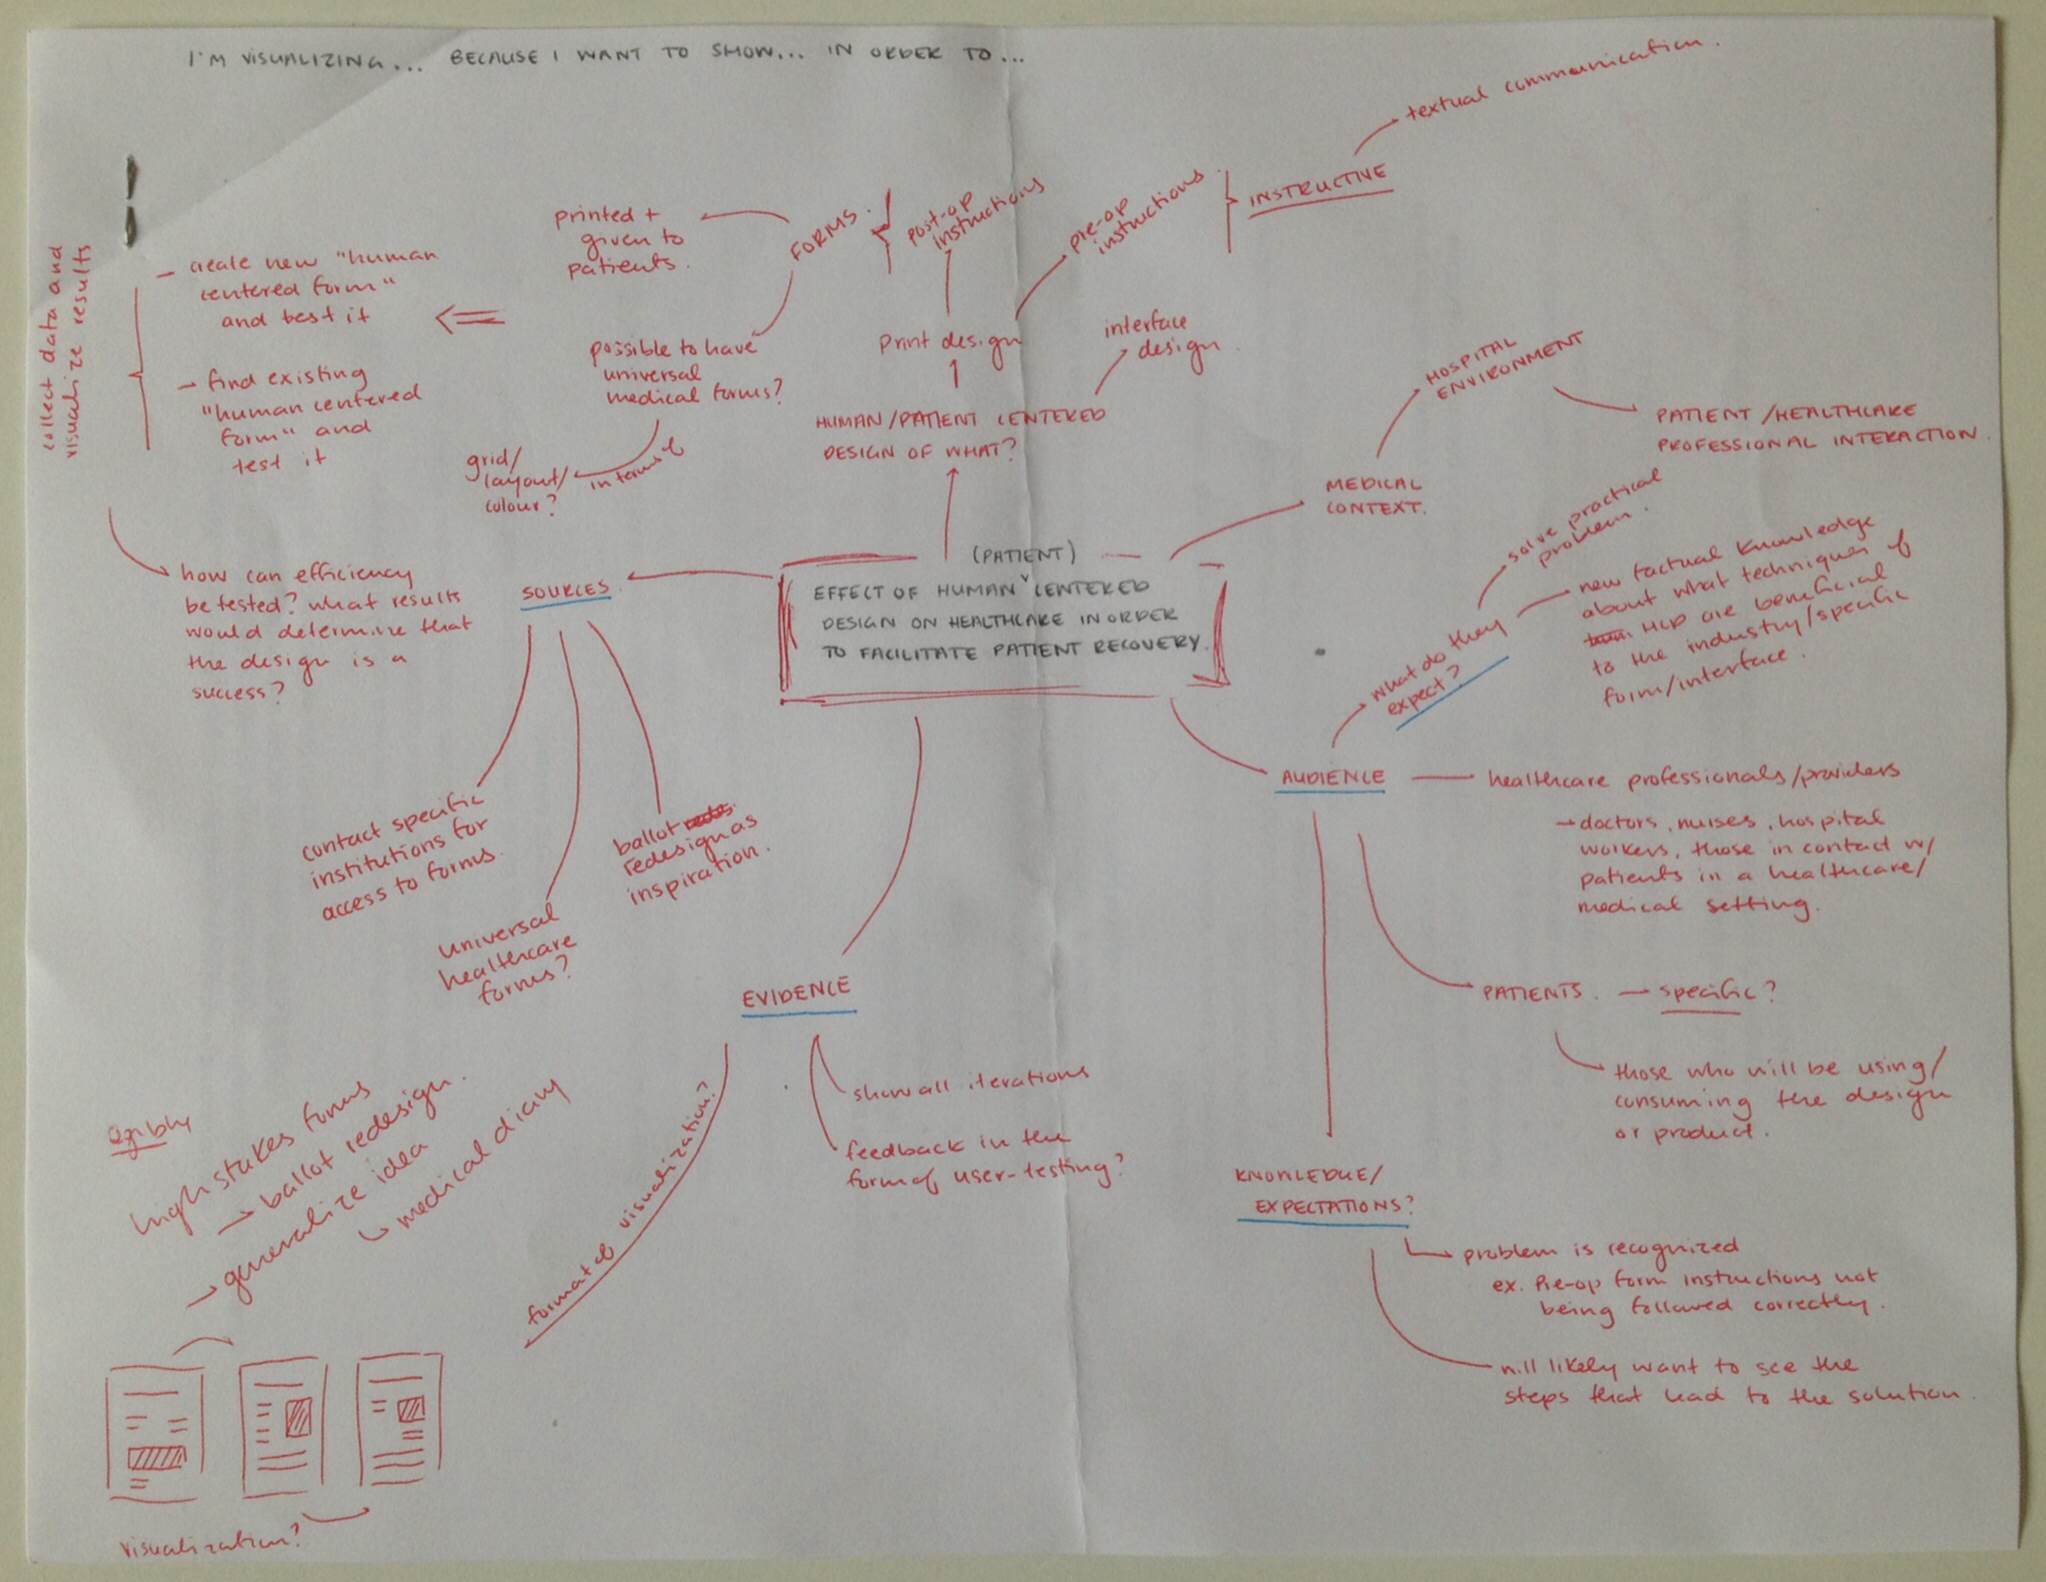 I'M VISUALIZING... BECAUSE I WANT TO SHOW... IN ORDER TO...
textual communication.
INSTRUCTIVE
pre-op
instructions.
post-op
instructions
FORMS.
printed +
given to
patients.
collect data and
visualize results
- create new "human
centered form"
and test it
- find existing
"human centered
form" and
test it
possible to have
universal
medical forms?
in terms of
grid/
layout/
colour?
print design
interface
design.
HUMAN/PATIENT CENTERED
DESIGN OF WHAT?
HOSPITAL
ENVIRONMENT
PATIENT/HEALTHCARE
PROFESSIONAL INTERACTION.
MEDICAL
CONTEXT.
(PATIENT)
EFFECT OF HUMAN CENTERED
DESIGN ON HEALTHCARE IN ORDER
TO FACILITATE PATIENT RECOVERY.
how can efficiency
be tested? what results
would determine that
the design is a
success?
SOURCES
contact specific
institutions for
access to forms.
universal
healthcare
forms?
ballot
redesign as
inspiration.
solve practical
problem.
what do they
expect?
new factual knowledge
about what techniques of
HCD are beneficial
to the industry/specific
form/interface.
AUDIENCE
healthcare professionals/providers
doctors, nurses, hospital
workers, those in contact w/
patients in a healthcare/
medical setting.
PATIENTS. - specific?
those who will be using/
consuming the design
or product.
EVIDENCE
show all iterations
feedback in the
form of user-testing?
format of visualization?
KNOWLEDGE/
EXPECTATIONS?
problem is recognized
ex. Pre-op form instructions not
being followed correctly.
will likely want to see the
steps that lead to the solution.
high stakes forms
ballot redesign.
generalize idea
medical diary
visualization?